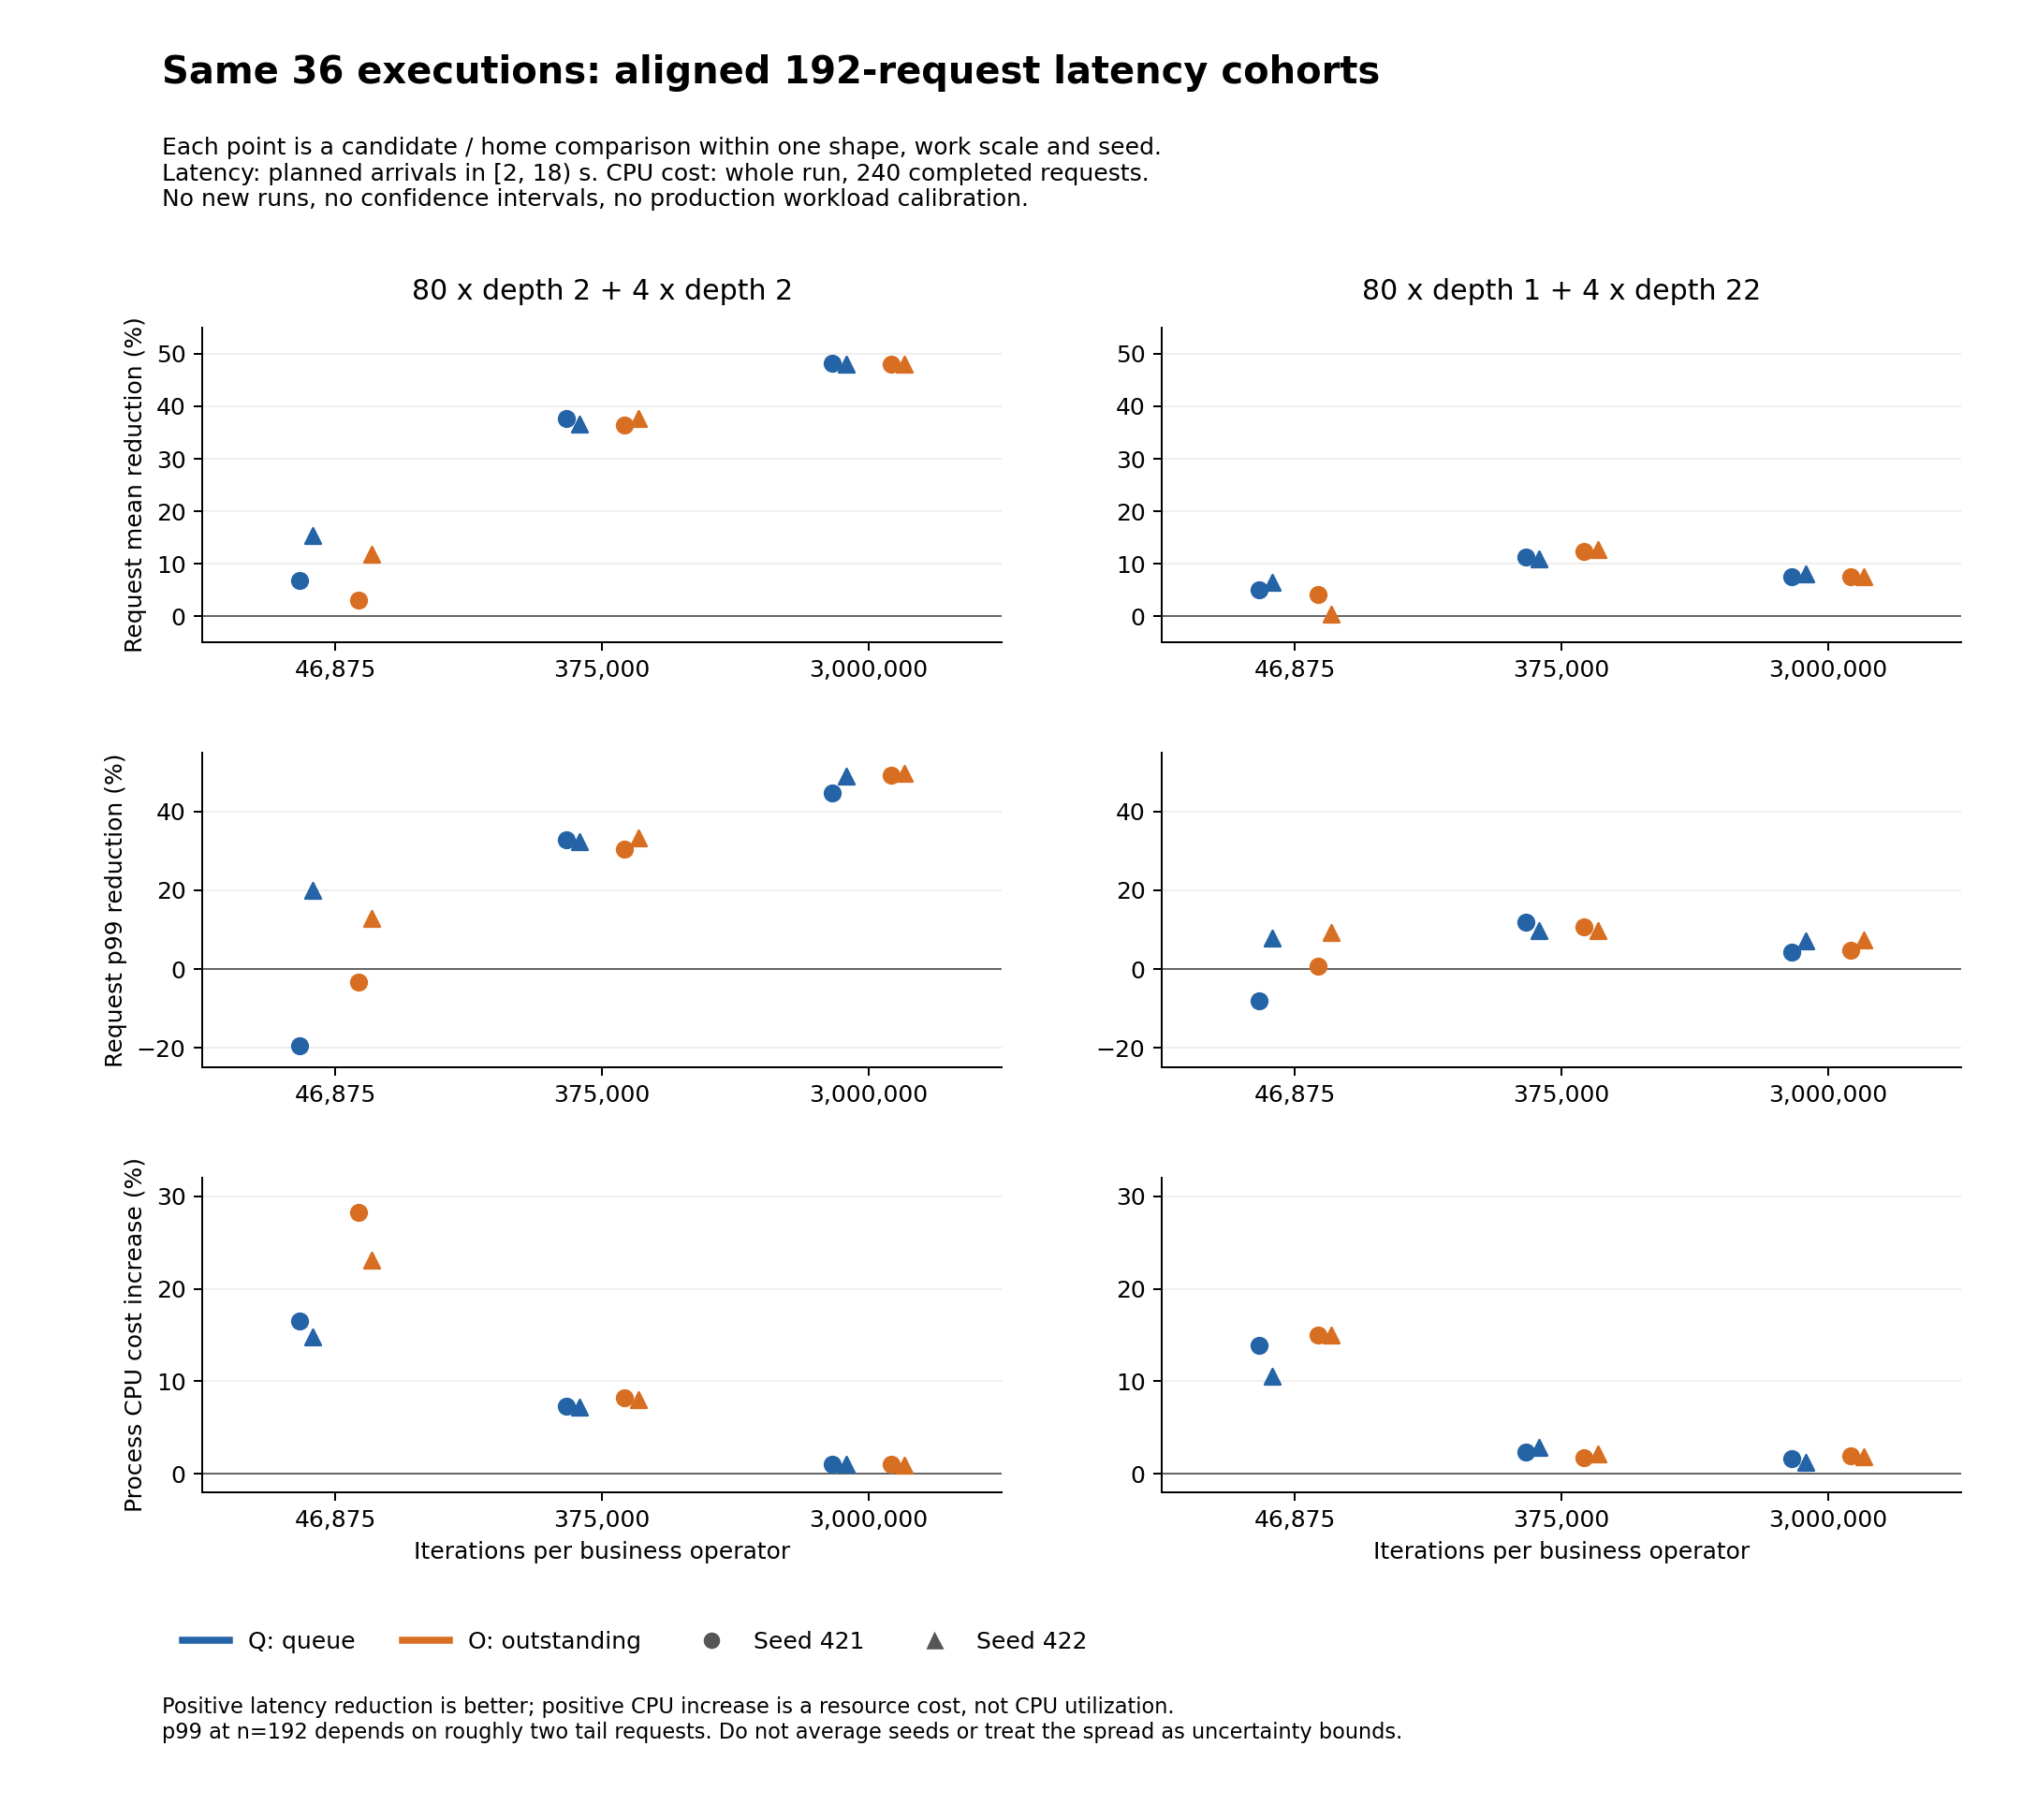 Same 36 executions: aligned 192-request latency cohorts
Each point is a candidate / home comparison within one shape, work scale and seed.
Latency: planned arrivals in [2, 18) s. CPU cost: whole run, 240 completed requests.
No new runs, no confidence intervals, no production workload calibration.
80 x depth 2 + 4 x depth 2
80 x depth 1 + 4 x depth 22
Request mean reduction (%)
50
40
30
20
10
0
46,875
375,000
3,000,000
50
40
30
20
10
0
46,875
375,000
3,000,000
Request p99 reduction (%)
40
20
0
−20
46,875
375,000
3,000,000
40
20
0
−20
46,875
375,000
3,000,000
Process CPU cost increase (%)
30
20
10
0
46,875
375,000
3,000,000
Iterations per business operator
30
20
10
0
46,875
375,000
3,000,000
Iterations per business operator
Q: queue
O: outstanding
Seed 421
Seed 422
Positive latency reduction is better; positive CPU increase is a resource cost, not CPU utilization.
p99 at n=192 depends on roughly two tail requests. Do not average seeds or treat the spread as uncertainty bounds.